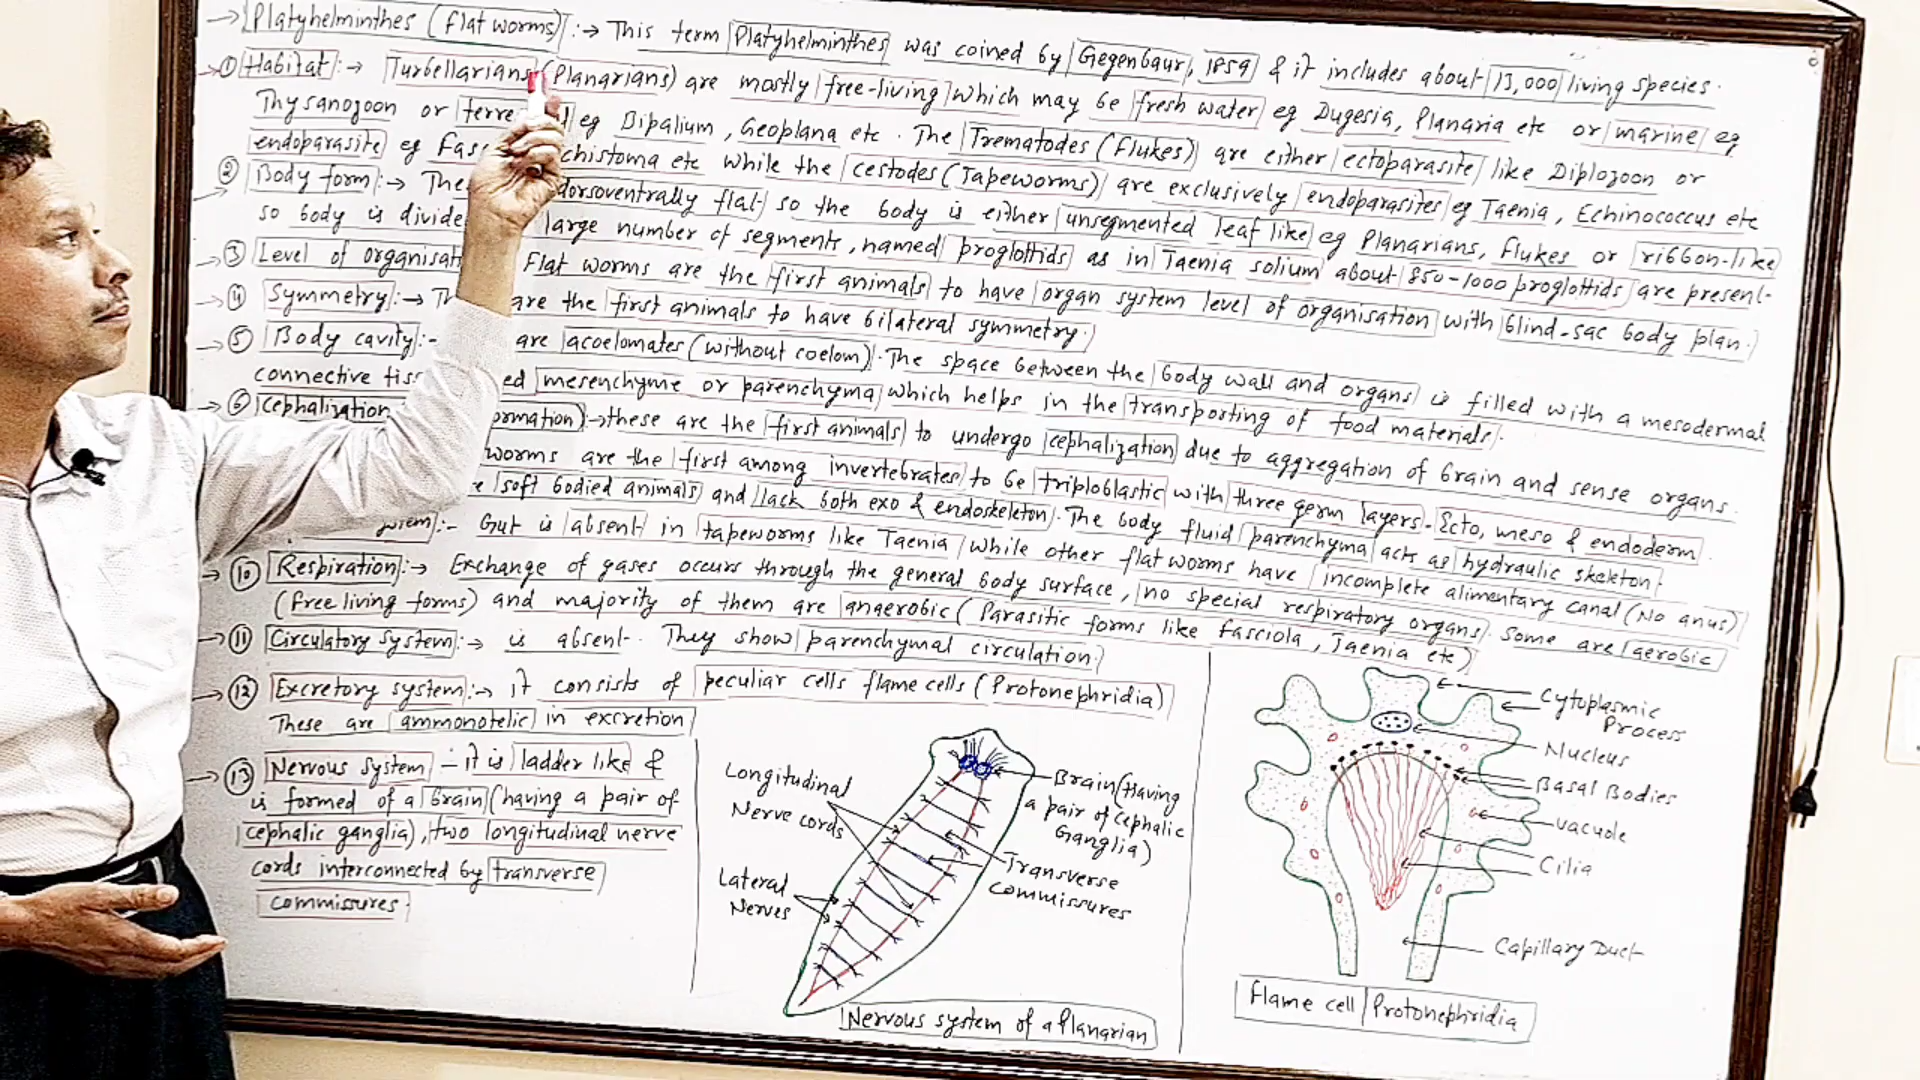 → Platyhelminthes (flat worms) :→ This term Platyhelminthes was coined by Gegenbaur, 1859 & it includes about 13,000 living species.
① Habitat :→ Turbellarians (Planarians) are mostly free-living which may be fresh water eg Dugesia, Planaria etc or marine eg
Thysanozoon or terre eg Bipalium, Geoplana etc. The Trematodes (Flukes) are either ectoparasite like Diplozoon or
endoparasite eg Fasc chistoma etc while the cestodes (Tapeworms) are exclusively endoparasites eg Taenia, Echinococcus etc
② Body form :→ The dorsoventrally flat so the body is either unsegmented leaf like eg Planarians, flukes or ribbon-like
so body is divide large number of segments, named proglottids as in Taenia solium about 850-1000 proglottids are present.
③ Level of organisat Flat worms are the first animals to have organ system level of organisation with blind-sac body plan.
④ Symmetry :→ Th are the first animals to have bilateral symmetry.
⑤ Body cavity :- are acoelomates (without coelom). The space between the body wall and organs is filled with a mesodermal
connective tiss ed mesenchyme or parenchyma which helps in the transporting of food materials.
⑥ Cephalization ormation) :→ these are the first animals to undergo cephalization due to aggregation of brain and sense organs.
worms are the first among invertebrates to be triploblastic with three germ layers - Ecto, meso & endoderm.
e soft bodied animals and lack both exo & endoskeleton. The body fluid parenchyma acts as hydraulic skeleton.
ystem :- Gut is absent in tapeworms like Taenia while other flat worms have incomplete alimentary canal (No anus)
⑩ Respiration :→ Exchange of gases occurs through the general body surface, no special respiratory organs. Some are aerobic
(free living forms) and majority of them are anaerobic (Parasitic forms like Fasciola, Taenia etc)
⑪ Circulatory System :→ is absent. They show parenchymal circulation.
⑫ Excretory system :→ it consists of peculiar cells flame cells (Protonephridia)
These are ammonotelic in excretion
⑬ Nervous system - it is ladder like &
is formed of a brain (having a pair of
cephalic ganglia), two longitudinal nerve
cords interconnected by transverse
commissures.
Longitudinal
Nerve cords
Lateral
Nerves
Brain (Having
a pair of Cephalic
Ganglia)
Transverse
commissures
Nervous system of a Planarian
Cytoplasmic
Process
Nucleus
Basal Bodies
vacuole
Cilia
Capillary Duct
Flame cell | Protonephridia